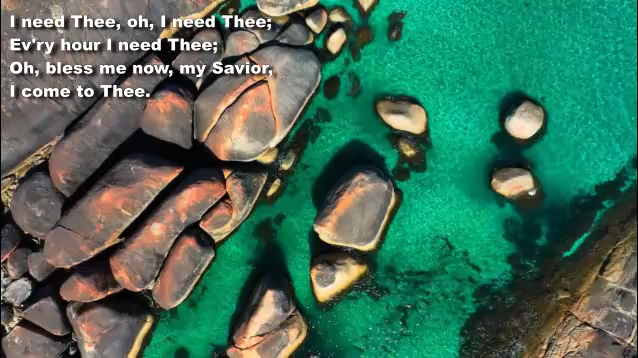 I need Thee, oh, I need Thee;
Ev'ry hour I need Thee;
Oh, bless me now, my Savior,
I come to Thee.